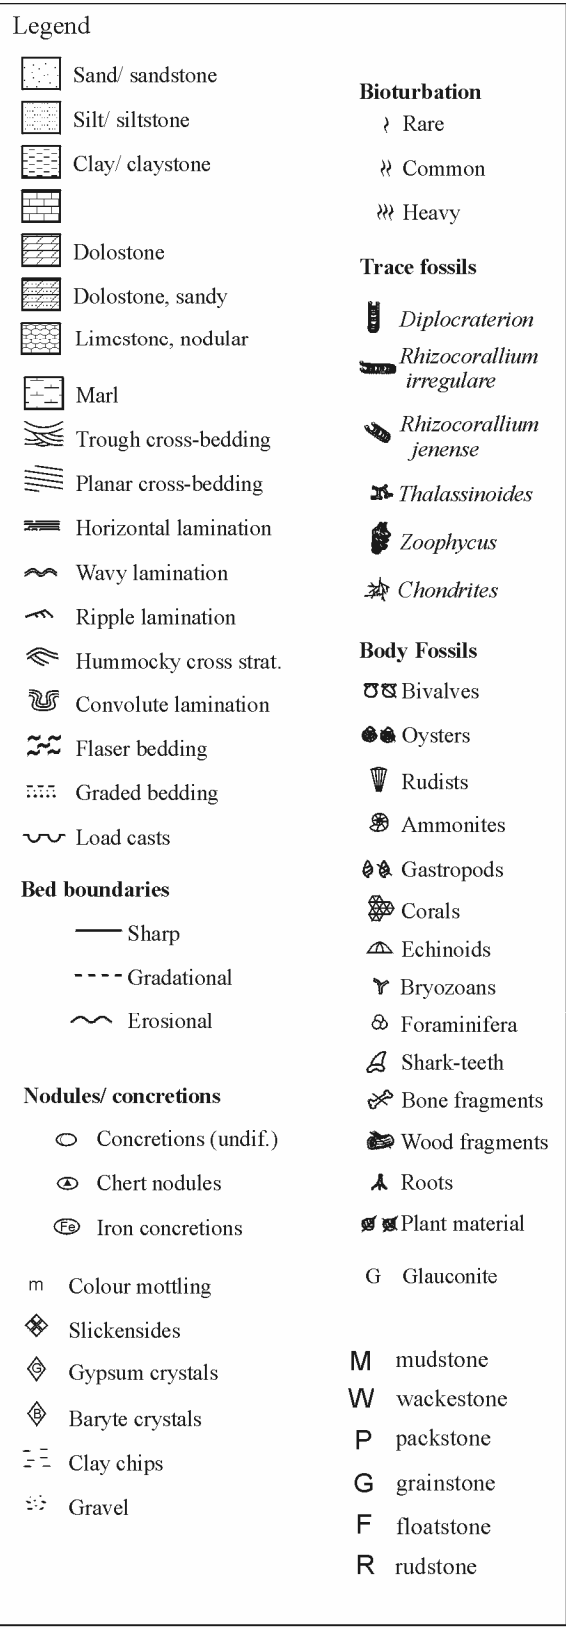 Legend
Sand/ sandstone
Silt/ siltstone
Clay/ claystone
Dolostone
Dolostone, sandy
Limestone, nodular
Marl
Trough cross-bedding
Planar cross-bedding
Horizontal lamination
Wavy lamination
Ripple lamination
Hummocky cross strat.
Convolute lamination
Flaser bedding
Graded bedding
Load casts
Bed boundaries
Sharp
Gradational
Erosional
Nodules/ concretions
Concretions (undif.)
Chert nodules
Fe Iron concretions
m Colour mottling
Slickensides
G Gypsum crystals
B Baryte crystals
Clay chips
Gravel
Bioturbation
Rare
Common
Heavy
Trace fossils
Diplocraterion
Rhizocorallium
irregulare
Rhizocorallium
jenense
Thalassinoides
Zoophycus
Chondrites
Body Fossils
Bivalves
Oysters
Rudists
Ammonites
Gastropods
Corals
Echinoids
Bryozoans
Foraminifera
Shark-teeth
Bone fragments
Wood fragments
Roots
Plant material
G Glauconite
M mudstone
W wackestone
P packstone
G grainstone
F floatstone
R rudstone